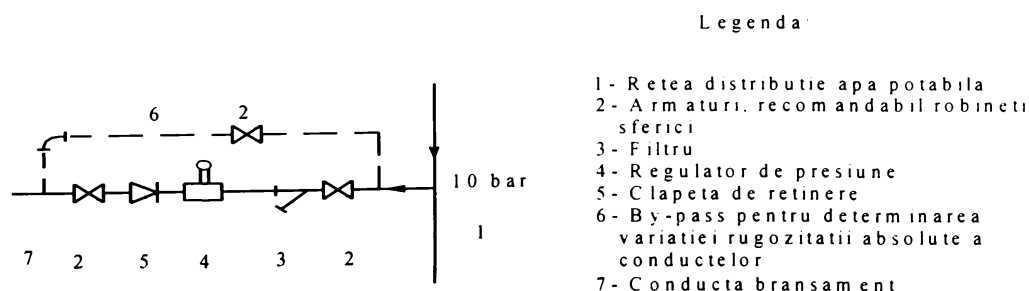 Legenda
6 2
10 bar
1
7 2 5 4 3 2
1 - Retea distributie apa potabila
2 - Armaturi, recomandabil robineti
sferici
3 - Filtru
4 - Regulator de presiune
5 - Clapeta de retinere
6 - By-pass pentru determinarea
variatiei rugozitatii absolute a
conductelor
7 - Conducta bransament